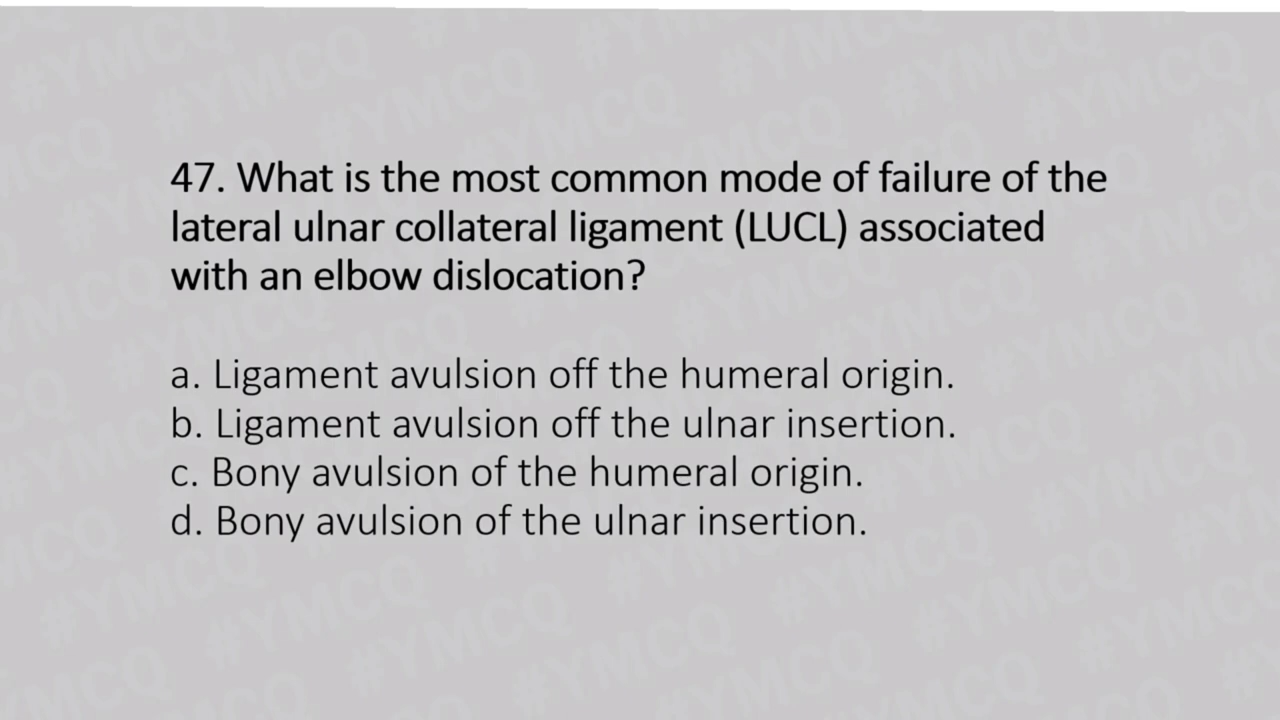 47. What is the most common mode of failure of the
lateral ulnar collateral ligament (LUCL) associated
with an elbow dislocation?
a. Ligament avulsion off the humeral origin.
b. Ligament avulsion off the ulnar insertion.
c. Bony avulsion of the humeral origin.
d. Bony avulsion of the ulnar insertion.
#YMCQ